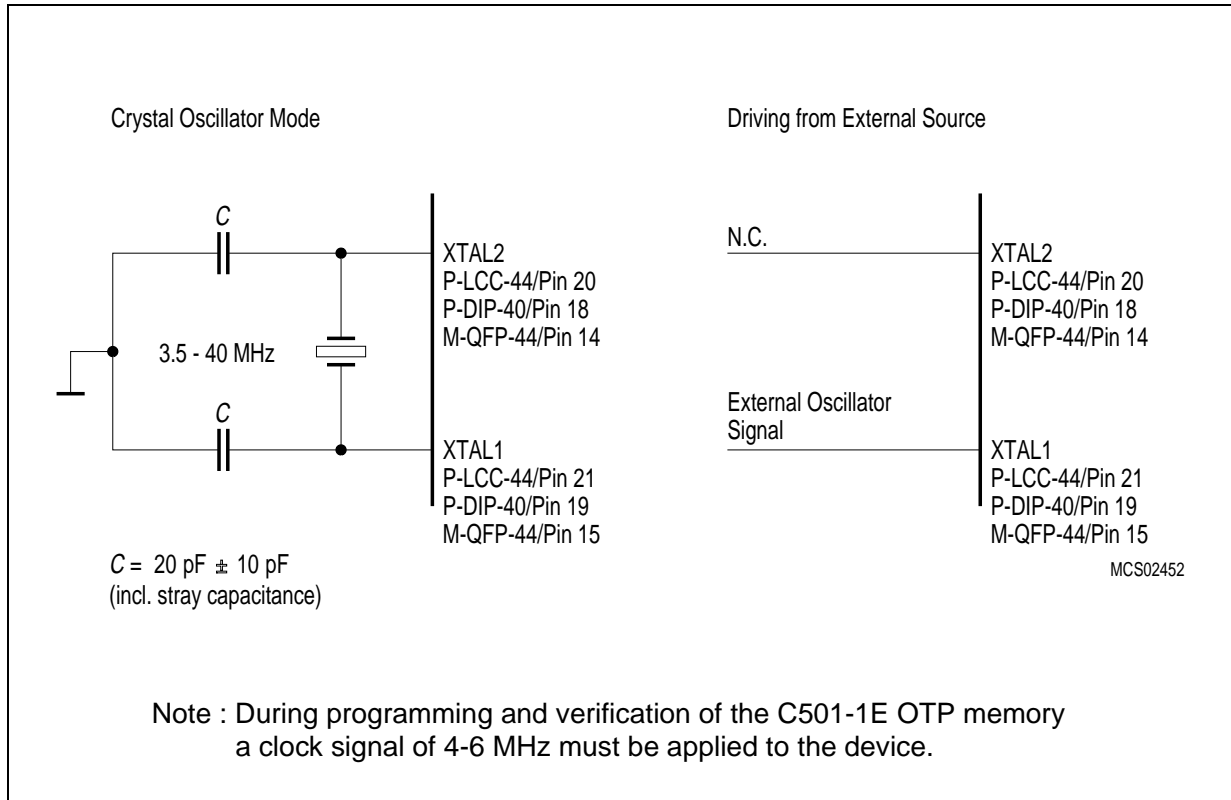 Crystal Oscillator Mode
C
XTAL2
P-LCC-44/Pin 20
P-DIP-40/Pin 18
M-QFP-44/Pin 14
3.5 - 40 MHz
C
XTAL1
P-LCC-44/Pin 21
P-DIP-40/Pin 19
M-QFP-44/Pin 15
C = 20 pF ± 10 pF
(incl. stray capacitance)
Driving from External Source
N.C.
XTAL2
P-LCC-44/Pin 20
P-DIP-40/Pin 18
M-QFP-44/Pin 14
External Oscillator
Signal
XTAL1
P-LCC-44/Pin 21
P-DIP-40/Pin 19
M-QFP-44/Pin 15
MCS02452
Note : During programming and verification of the C501-1E OTP memory
a clock signal of 4-6 MHz must be applied to the device.